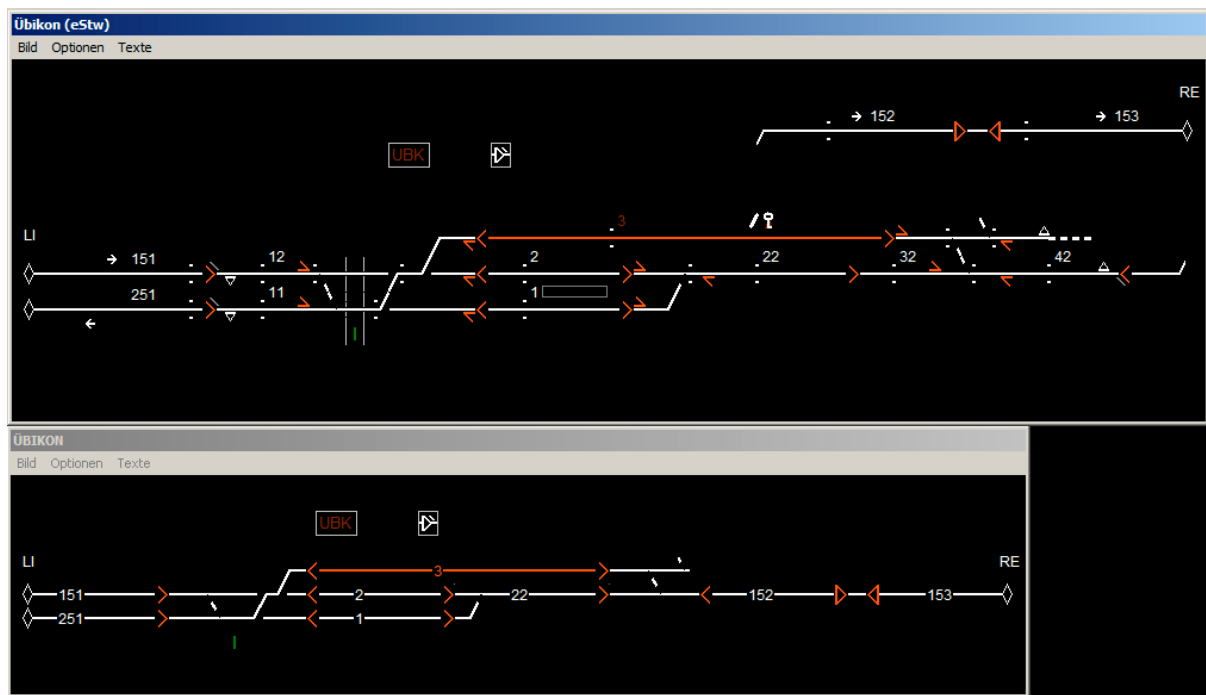 Übikon (eStw)
Bild Optionen Texte
RE
→ 152 → 153
UBK
3
LI
→ 151 12 2 22 32 42
251 11 1
←
ÜBIKON
Bild Optionen Texte
UBK
LI RE
3
151 2 22 152 153
251 1